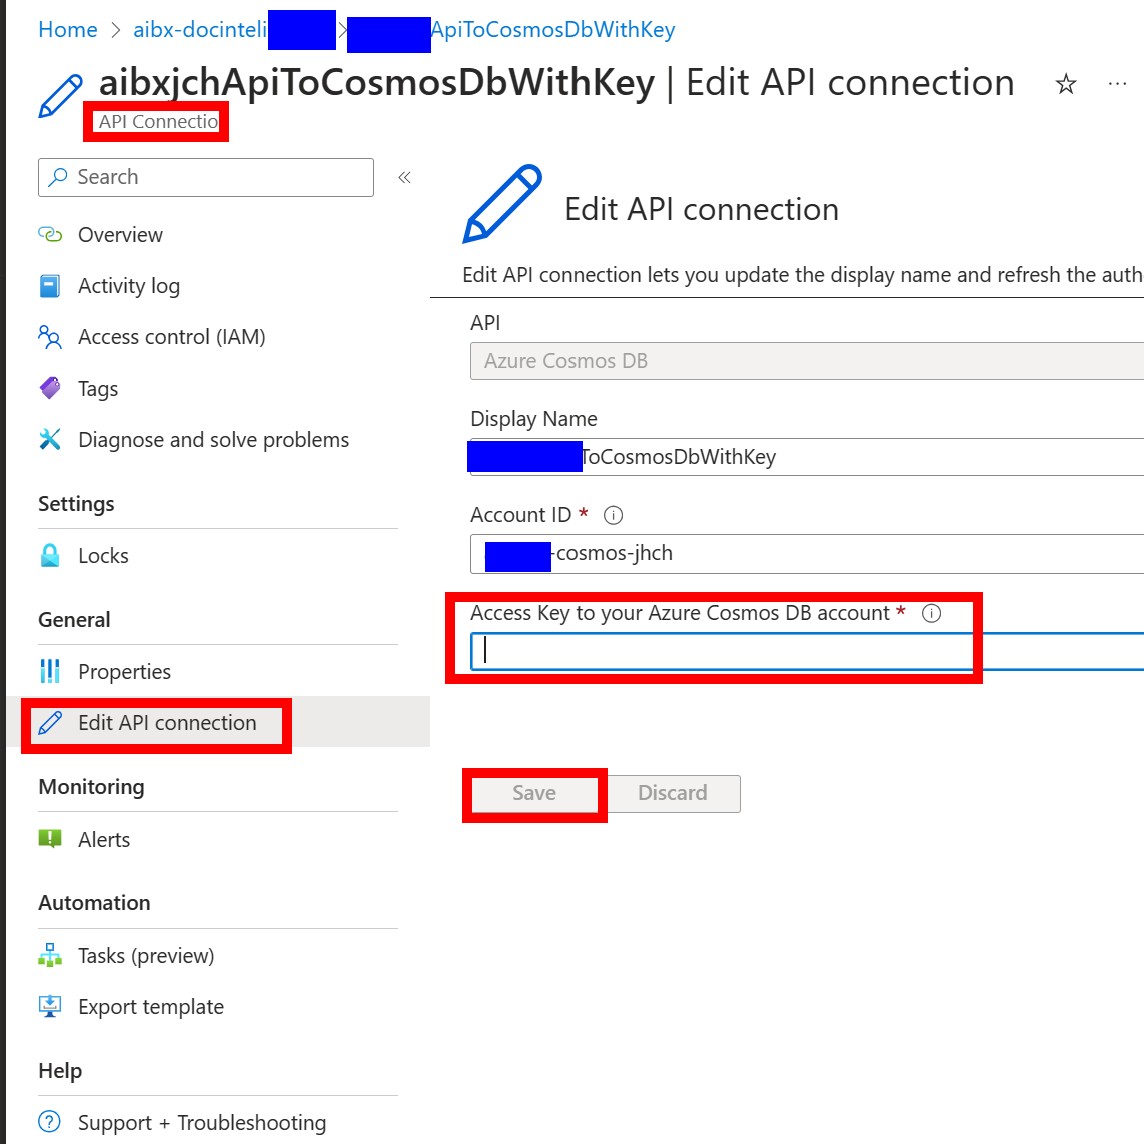 Home > aibx-docinteli > ApiToCosmosDbWithKey
aibxjchApiToCosmosDbWithKey | Edit API connection
API Connectio
Search
Overview
Activity log
Access control (IAM)
Tags
Diagnose and solve problems
Settings
Locks
General
Properties
Edit API connection
Monitoring
Alerts
Automation
Tasks (preview)
Export template
Help
Support + Troubleshooting
Edit API connection
Edit API connection lets you update the display name and refresh the auth
API
Azure Cosmos DB
Display Name
ToCosmosDbWithKey
Account ID *
-cosmos-jhch
Access Key to your Azure Cosmos DB account *
Save Discard